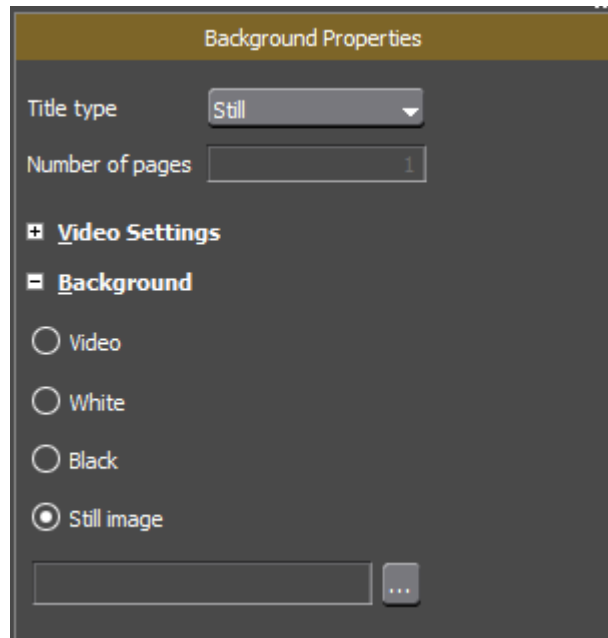 Background Properties
Title type Still
Number of pages 1
Video Settings
Background
Video
White
Black
Still image
...